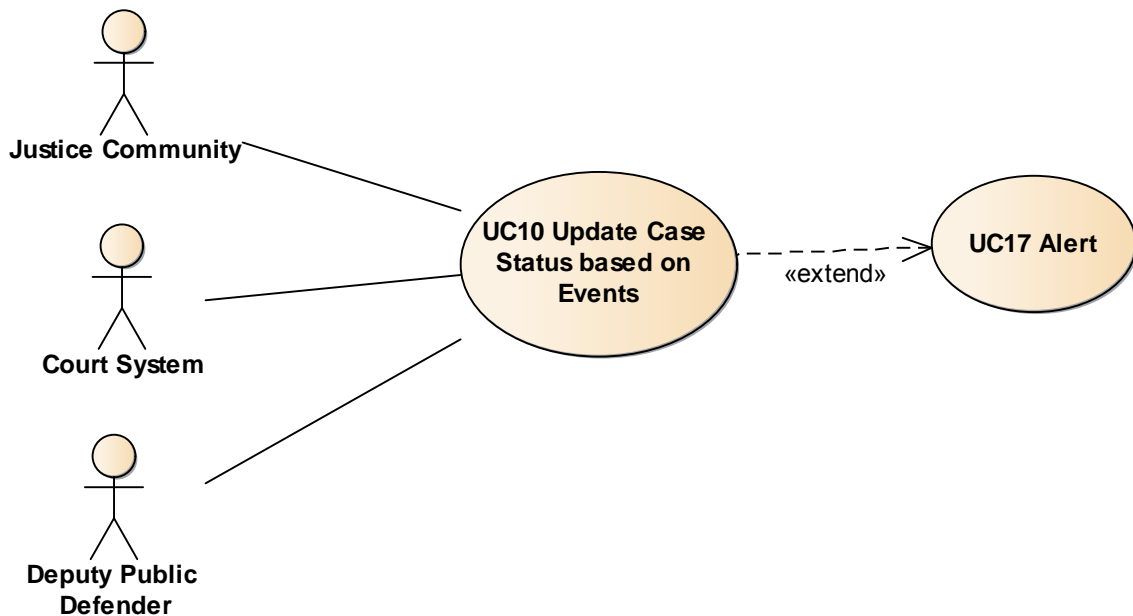 Justice Community
UC10 Update Case
Status based on
Events
«extend»
UC17 Alert
Court System
Deputy Public
Defender